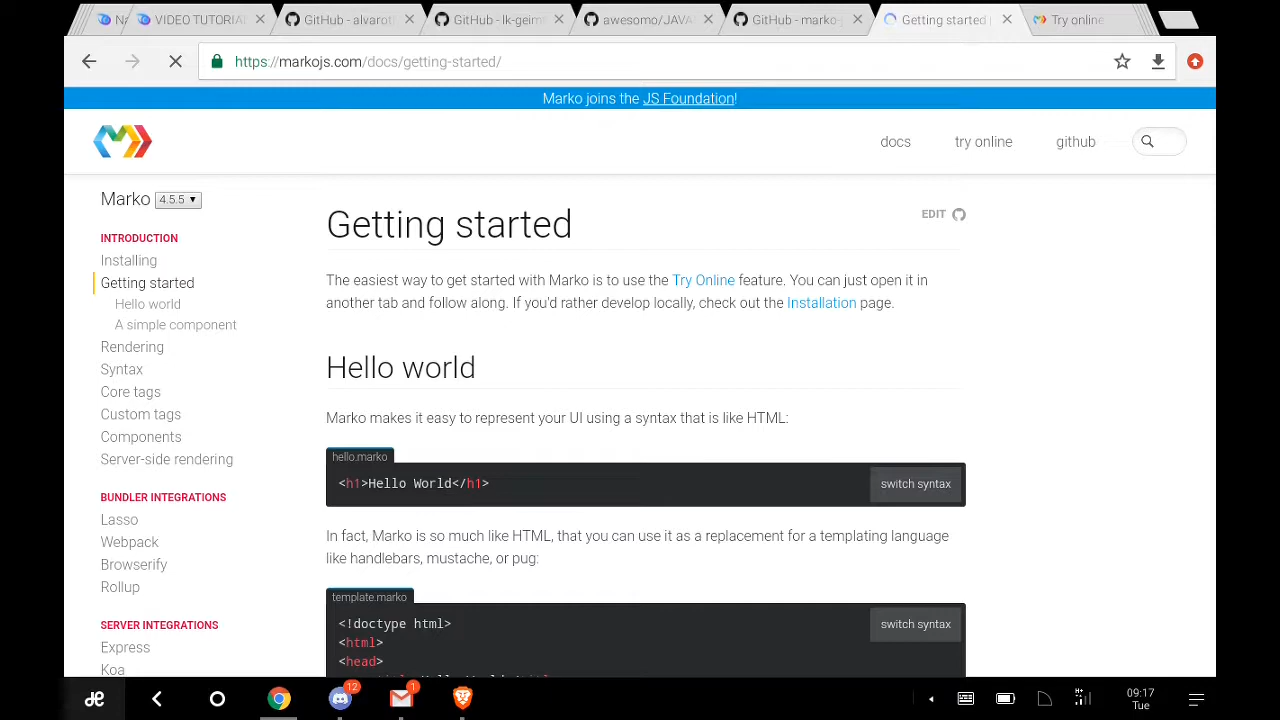 VIDEO TUTORIA
GitHub - alvarot
GitHub - lk-geim
awesomo/JAVA
GitHub - marko-j
Getting started
Try online
https://markojs.com/docs/getting-started/
Marko joins the JS Foundation!
docs
try online
github
Marko 4.5.5 ▼
INTRODUCTION
Installing
Getting started
Hello world
A simple component
Rendering
Syntax
Core tags
Custom tags
Components
Server-side rendering
BUNDLER INTEGRATIONS
Lasso
Webpack
Browserify
Rollup
SERVER INTEGRATIONS
Express
Koa
Getting started
EDIT
The easiest way to get started with Marko is to use the Try Online feature. You can just open it in
another tab and follow along. If you'd rather develop locally, check out the Installation page.
Hello world
Marko makes it easy to represent your UI using a syntax that is like HTML:
hello.marko
<h1>Hello World</h1>
switch syntax
In fact, Marko is so much like HTML, that you can use it as a replacement for a templating language
like handlebars, mustache, or pug:
template.marko
<!doctype html>
switch syntax
<html>
<head>
12
1
09:17
Tue